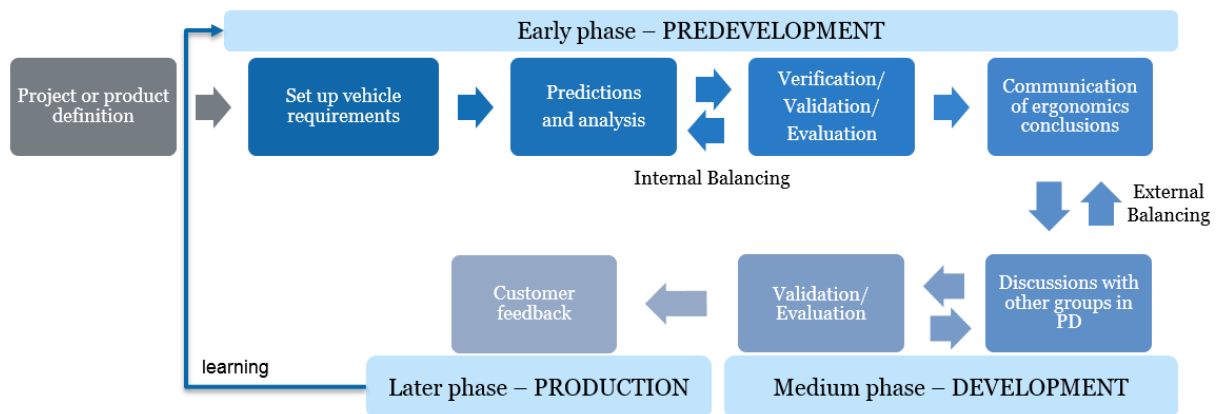 Early phase – PREDEVELOPMENT
Project or product
definition
Set up vehicle
requirements
Predictions
and analysis
Verification/
Validation/
Evaluation
Communication
of ergonomics
conclusions
Internal Balancing
External
Balancing
Customer
feedback
Validation/
Evaluation
Discussions with
other groups in
PD
learning
Later phase – PRODUCTION
Medium phase – DEVELOPMENT